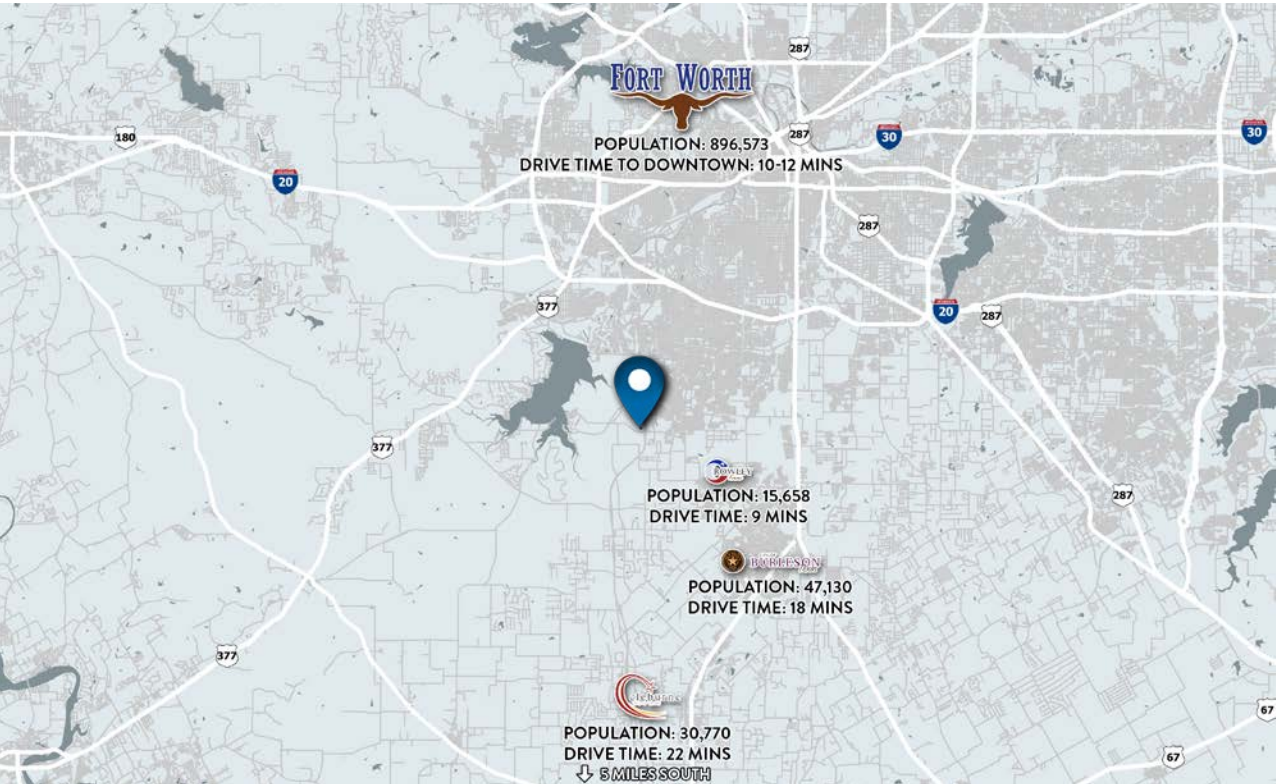 287
FORT WORTH
180
287
30
30
POPULATION: 896,573
DRIVE TIME TO DOWNTOWN: 10-12 MINS
20
287
377
20
287
377
CROWLEY
POPULATION: 15,658
DRIVE TIME: 9 MINS
287
BURLESON
POPULATION: 47,130
DRIVE TIME: 18 MINS
377
67
POPULATION: 30,770
DRIVE TIME: 22 MINS
67
5 MILES SOUTH